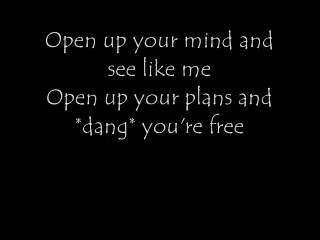 Open up your mind and
see like me
Open up your plans and
*dang* you're free